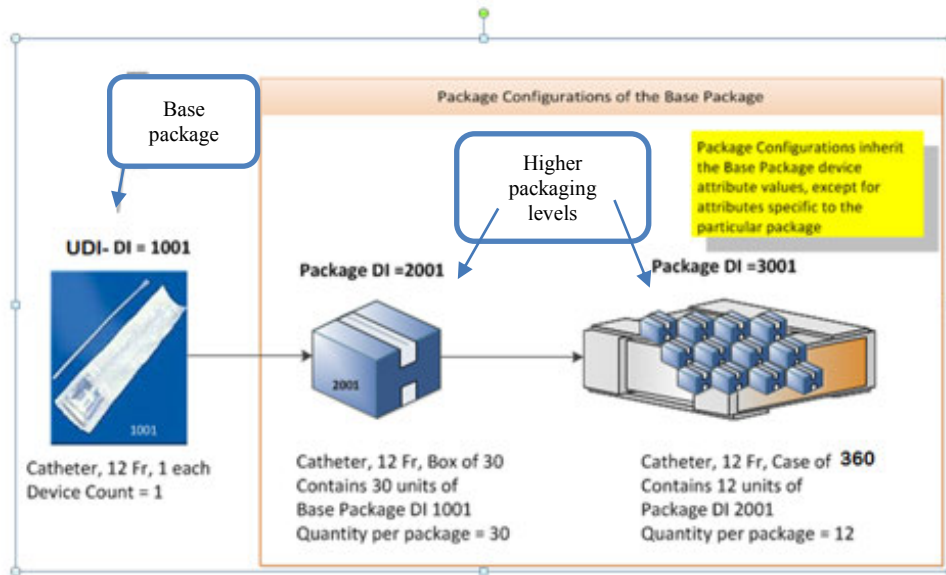 Package Configurations of the Base Package
Base
package
Higher
packaging
levels
Package Configurations inherit
the Base Package device
attribute values, except for
attributes specific to the
particular package
UDI- DI = 1001
Package DI =2001
Package DI =3001
1001
2001
Catheter, 12 Fr, 1 each
Device Count = 1
Catheter, 12 Fr, Box of 30
Contains 30 units of
Base Package DI 1001
Quantity per package = 30
Catheter, 12 Fr, Case of 360
Contains 12 units of
Package DI 2001
Quantity per package = 12